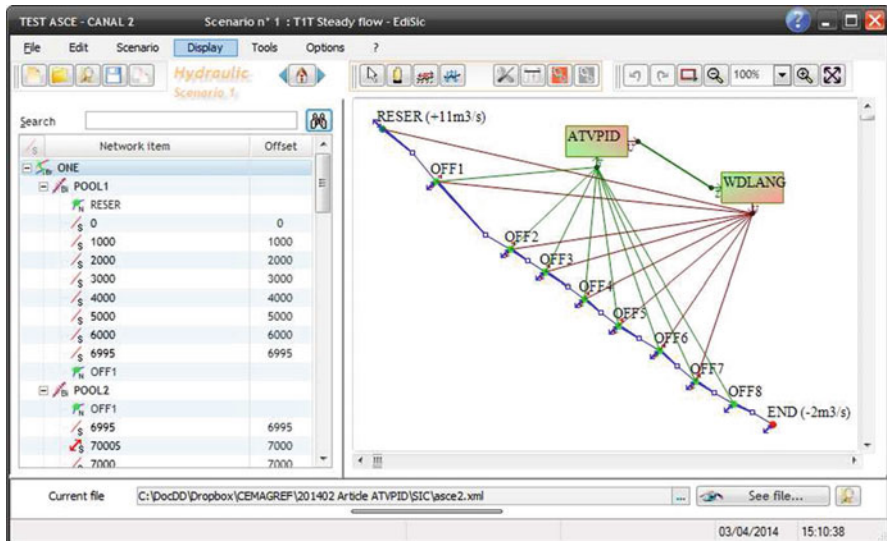 TEST ASCE - CANAL 2 Scenario n° 1 : T1T Steady flow - EdiSic
File Edit Scenario Display Tools Options ?
Hydraulic
Scenario 1
100%
Search
Network item Offset
ONE
POOL1
RESER
0 0
1000 1000
2000 2000
3000 3000
4000 4000
5000 5000
6000 6000
6995 6995
OFF1
POOL2
OFF1
6995 6995
7000S 7000
7000 7000
RESER (+11m3/s)
ATVPID
WDLANG
OFF1
OFF2
OFF3
OFF4
OFF5
OFF6
OFF7
OFF8
END (-2m3/s)
Current file C:\DocDD\Dropbox\CEMAGREF\201402 Article ATVPID\SIC\asce2.xml ... See file...
03/04/2014 15:10:38